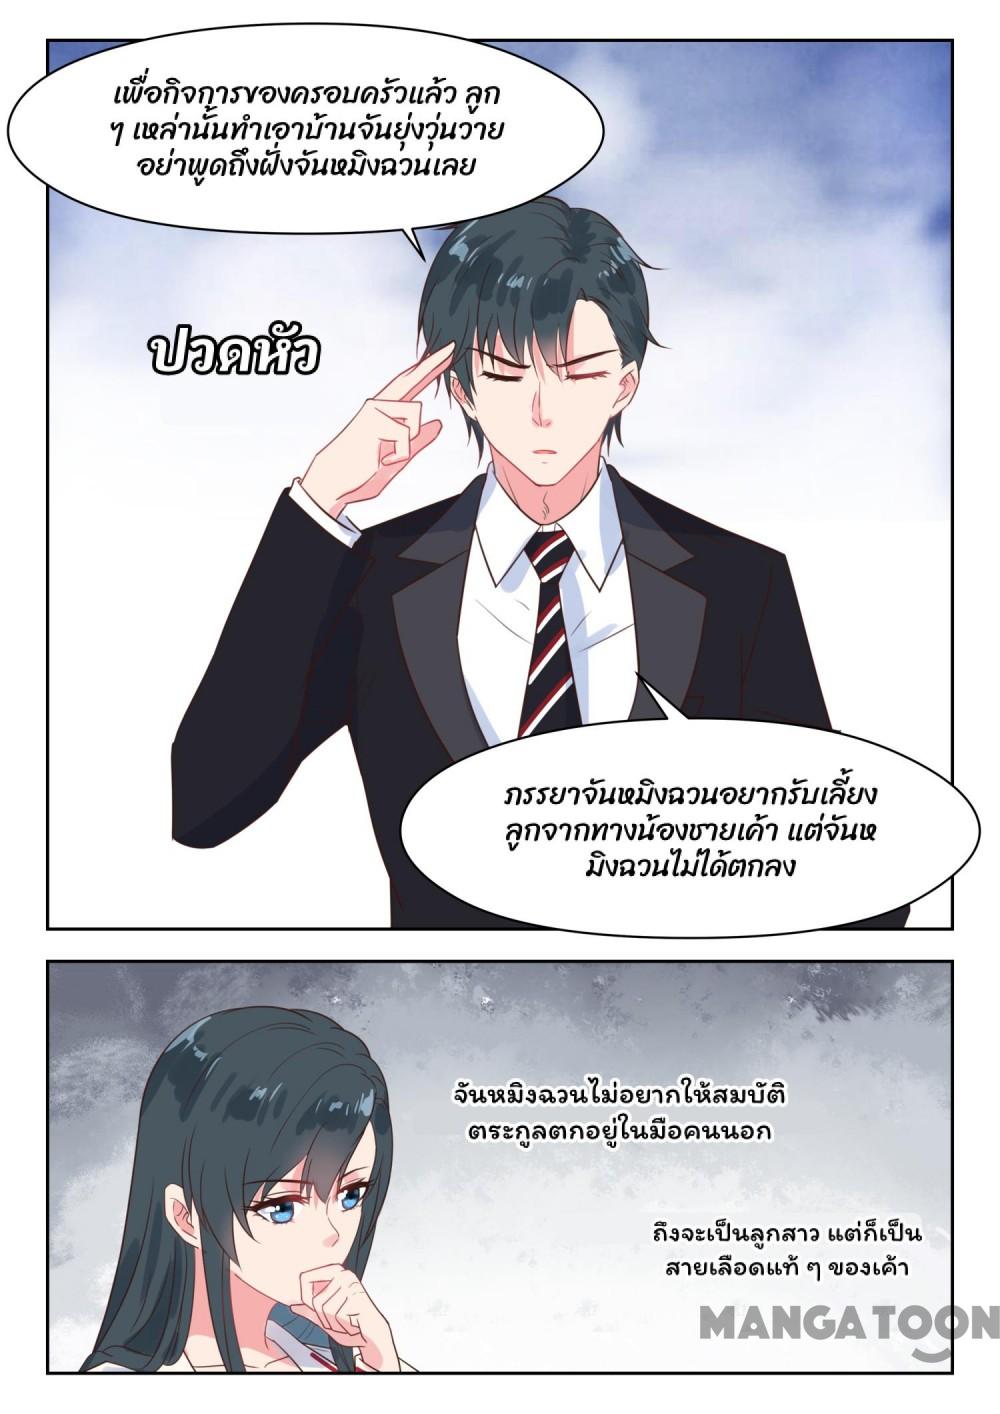 เพื่อกิจการของครอบครัวแล้ว ลูก
ๆ เหล่านั้นทำเอาบ้านจันยุ่งวุ่นวาย
อย่าพูดถึงฝั่งจันหมิงฉวนเลย
ปวดหัว
ภรรยาจันหมิงฉวนอยากรับเลี้ยง
ลูกจากทางน้องชายเค้า แต่จันห
มิงฉวนไม่ได้ตกลง
จันหมิงฉวนไม่อยากให้สมบัติ
ตระกูลตกอยู่ในมือคนนอก
ถึงจะเป็นลูกสาว แต่ก็เป็น
สายเลือดแท้ ๆ ของเค้า
MANGATOON